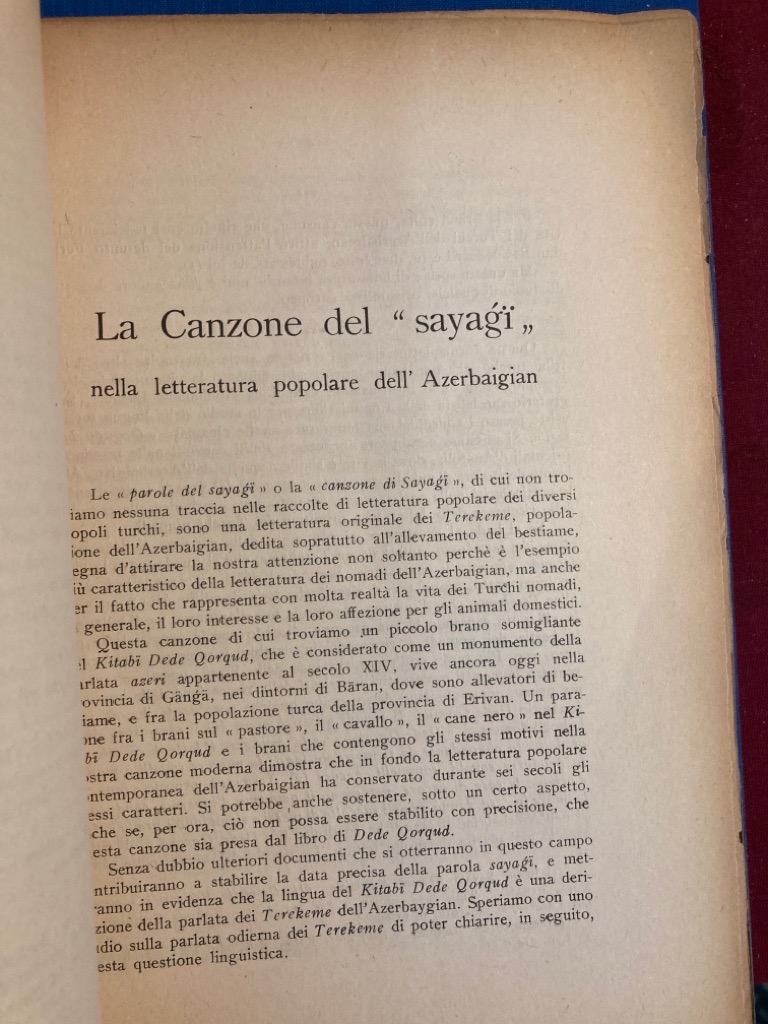 La Canzone del “ sayaǵï „
nella letteratura popolare dell' Azerbaigian
Le « parole del sayaǵï » o la « canzone di Sayaǵï », di cui non tro-
iamo nessuna traccia nelle raccolte di letteratura popolare dei diversi
opoli turchi, sono una letteratura originale dei Terekeme, popola-
ione dell'Azerbaigian, dedita sopratutto all'allevamento del bestiame,
egna d'attirare la nostra attenzione non soltanto perchè è l'esempio
iù caratteristico della letteratura dei nomadi dell'Azerbaigian, ma anche
er il fatto che rappresenta con molta realtà la vita dei Turchi nomadi,
generale, il loro interesse e la loro affezione per gli animali domestici.
Questa canzone di cui troviamo un piccolo brano somigliante
el Kitabï Dede Qorqud, che è considerato come un monumento della
arlata azeri appartenente al secolo XIV, vive ancora oggi nella
ovincia di Gänǵä, nei dintorni di Bäran, dove sono allevatori di be-
iame, e fra la popolazione turca della provincia di Erivan. Un para-
one fra i brani sul « pastore », il « cavallo », il « cane nero » nel Ki-
bï Dede Qorqud e i brani che contengono gli stessi motivi nella
ostra canzone moderna dimostra che in fondo la letteratura popolare
ontemporanea dell'Azerbaigian ha conservato durante sei secoli gli
essi caratteri. Si potrebbe anche sostenere, sotto un certo aspetto,
che se, per ora, ciò non possa essere stabilito con precisione, che
esta canzone sia presa dal libro di Dede Qorqud.
Senza dubbio ulteriori documenti che si otterranno in questo campo
ntribuiranno a stabilire la data precisa della parola sayaǵï, e met-
ranno in evidenza che la lingua del Kitabï Dede Qorqud è una deri-
zione della parlata dei Terekeme dell'Azerbaygian. Speriamo con uno
dio sulla parlata odierna dei Terekeme di poter chiarire, in seguito,
esta questione linguistica.